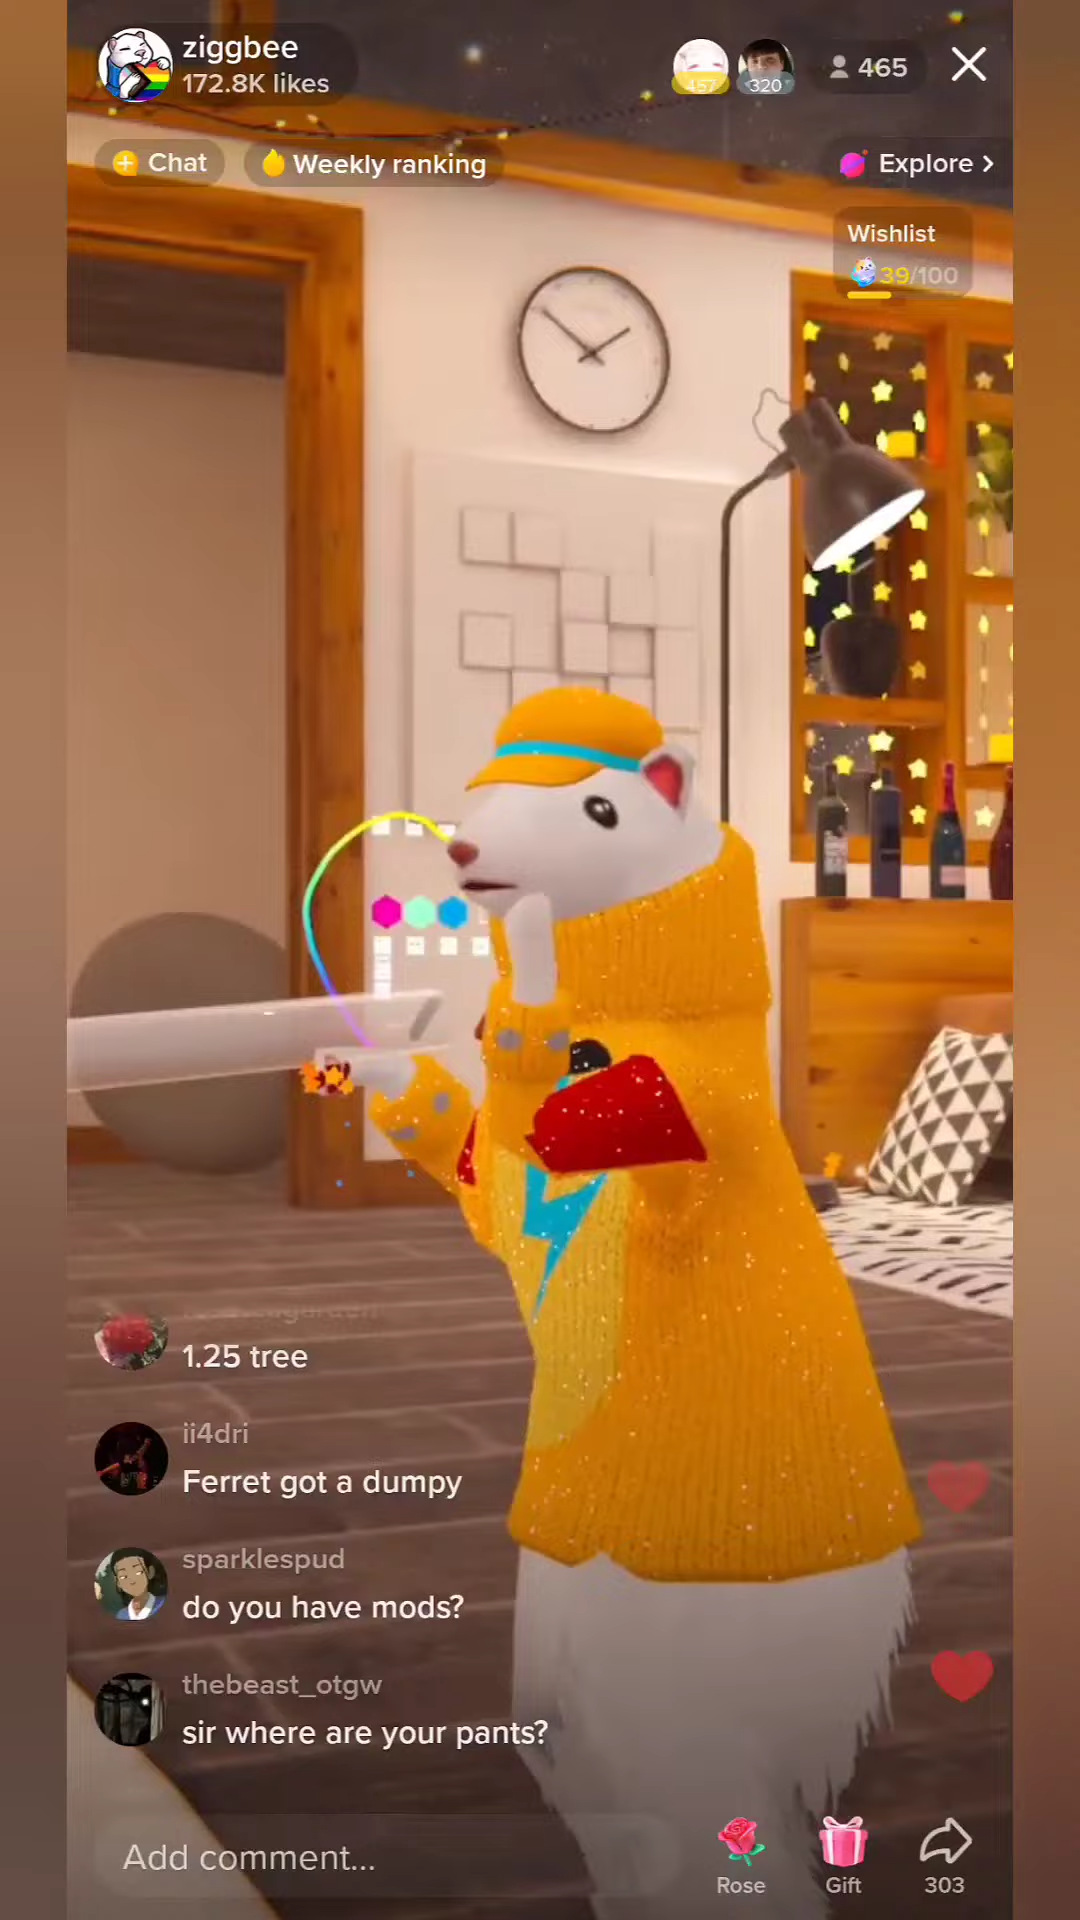 ziggbee
172.8K likes
457
320
465
Chat
Weekly ranking
Explore
Wishlist
39/100
1.25 tree
ii4dri
Ferret got a dumpy
sparklespud
do you have mods?
thebeast_otgw
sir where are your pants?
Add comment...
Rose
Gift
303